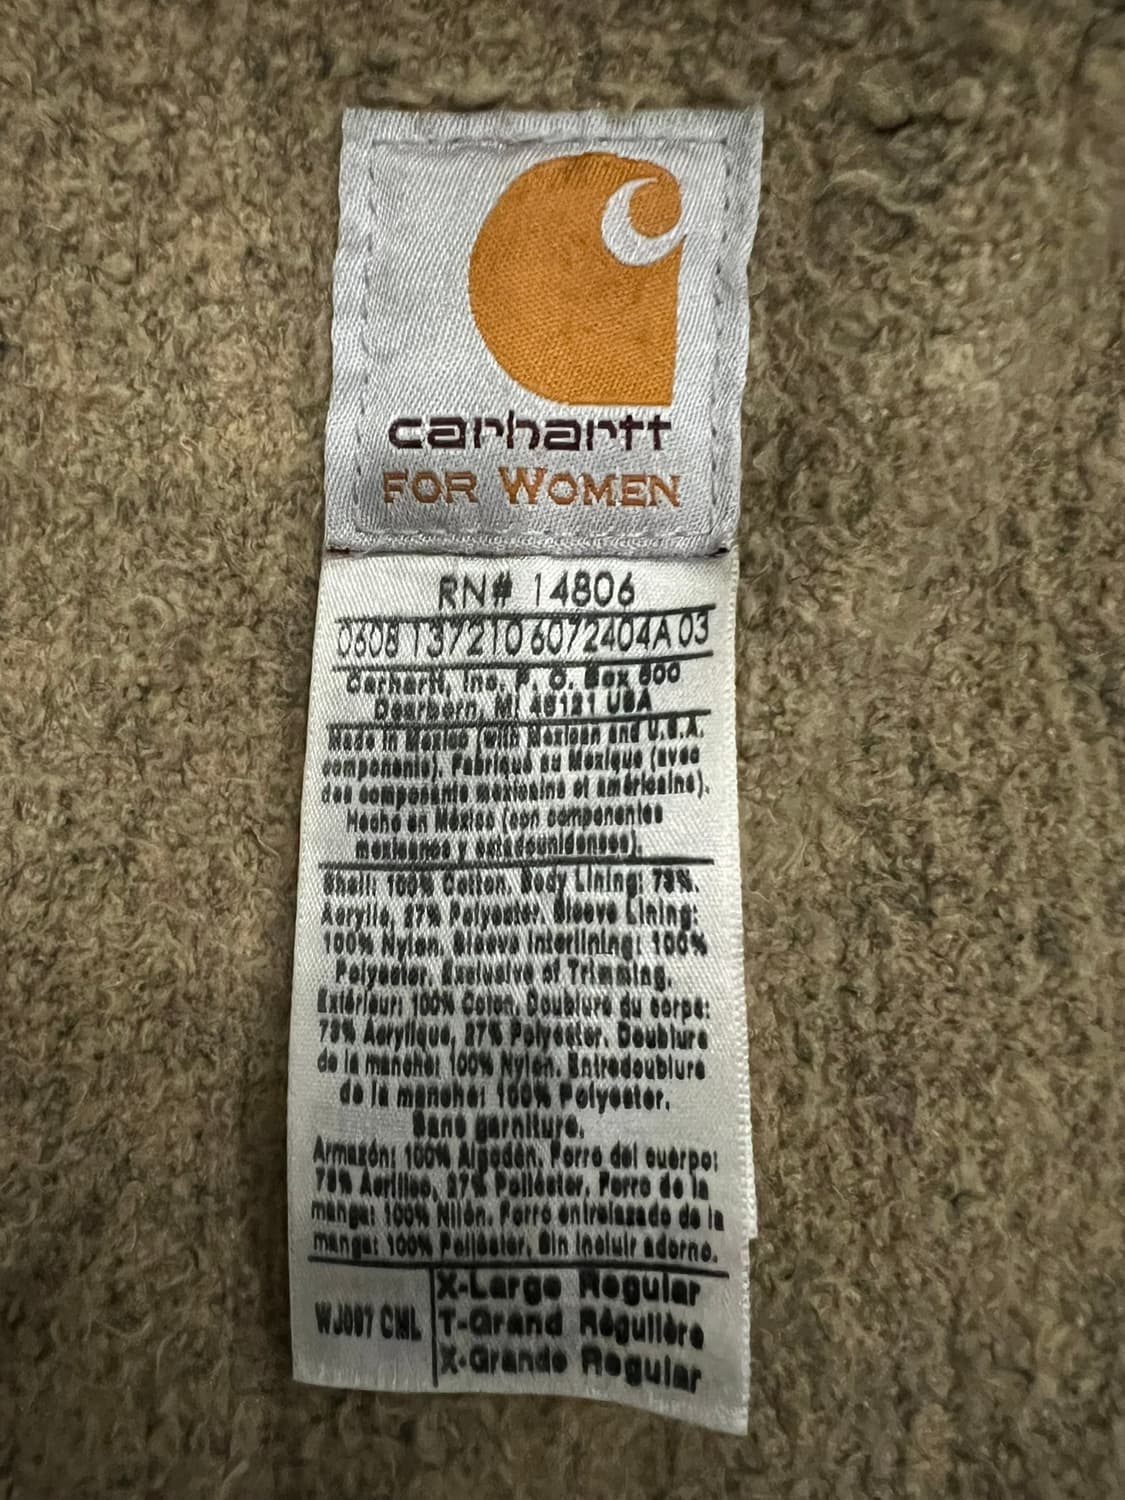 carhartt
FOR WOMEN
RN# 14806
0608 137210 6072404A 03
Carhartt, Inc. P. O. Box 600
Dearborn, MI 48121 USA
Made in Mexico (with Mexican and U.S.A.
components). Fabriqué au Mexique (avec
des composants mexicains et américains).
Hecho en México (con componentes
mexicanos y estadounidenses).
Shell: 100% Cotton. Body Lining: 73%
Acrylic, 27% Polyester. Sleeve Lining:
100% Nylon. Sleeve Interlining: 100%
Polyester. Exclusive of Trimming.
Extérieur: 100% Coton. Doublure du corps:
73% Acrylique, 27% Polyester. Doublure
de la manche: 100% Nylon. Entredoublure
de la manche: 100% Polyester.
Sans garniture.
Armazón: 100% Algodón. Forro del cuerpo:
73% Acrílico, 27% Poliéster. Forro de la
manga: 100% Nilón. Forro entrelazado de la
manga: 100% Poliéster. Sin incluir adorno.
WJ097 CML
X-Large Regular
T-Grand Régulière
X-Grande Regular